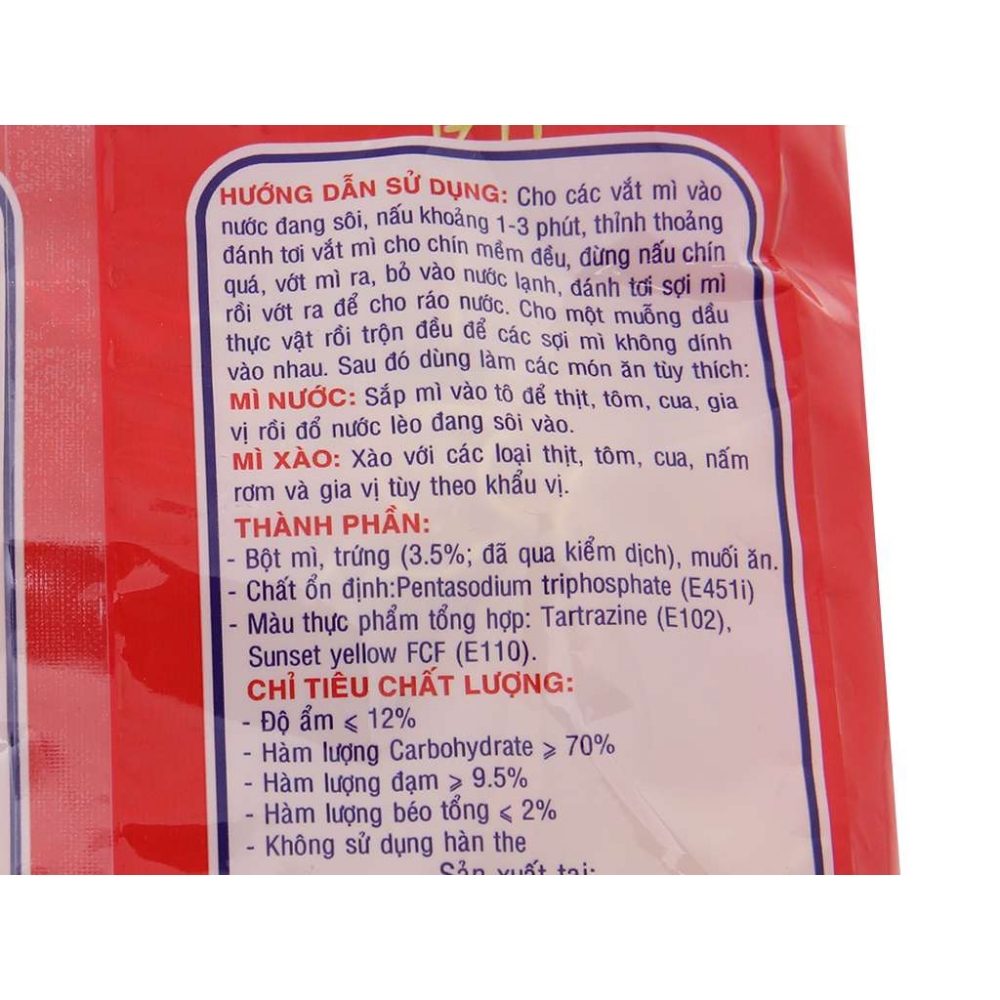 HƯỚNG DẪN SỬ DỤNG: Cho các vắt mì vào
nước đang sôi, nấu khoảng 1-3 phút, thỉnh thoảng
đánh tơi vắt mì cho chín mềm đều, đừng nấu chín
quá, vớt mì ra, bỏ vào nước lạnh, đánh tơi sợi mì
rồi vớt ra để cho ráo nước. Cho một muỗng dầu
thực vật rồi trộn đều để các sợi mì không dính
vào nhau. Sau đó dùng làm các món ăn tùy thích:
MÌ NƯỚC: Sắp mì vào tô để thịt, tôm, cua, gia
vị rồi đổ nước lèo đang sôi vào.
MÌ XÀO: Xào với các loại thịt, tôm, cua, nấm
rơm và gia vị tùy theo khẩu vị.
THÀNH PHẦN:
- Bột mì, trứng (3.5%; đã qua kiểm dịch), muối ăn.
- Chất ổn định:Pentasodium triphosphate (E451i)
- Màu thực phẩm tổng hợp: Tartrazine (E102),
Sunset yellow FCF (E110).
CHỈ TIÊU CHẤT LƯỢNG:
- Độ ẩm ⩽ 12%
- Hàm lượng Carbohydrate ⩾ 70%
- Hàm lượng đạm ⩾ 9.5%
- Hàm lượng béo tổng ⩽ 2%
- Không sử dụng hàn the
Sản xuất tại: